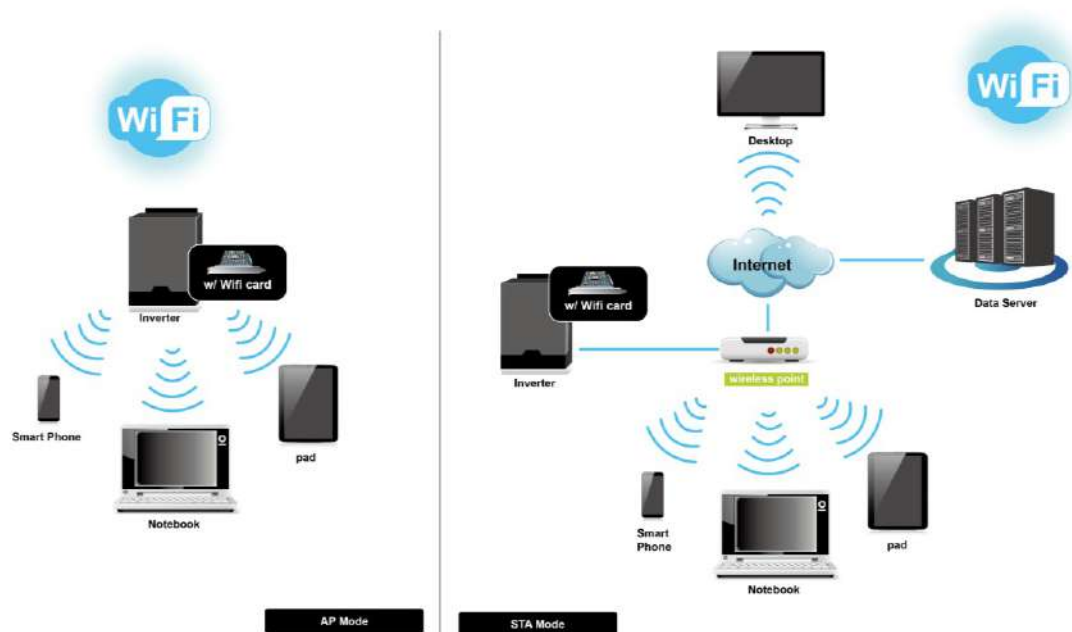 WiFi
w/ Wifi card
Inverter
Smart Phone
pad
Notebook
AP Mode
WiFi
Desktop
Internet
Data Server
w/ Wifi card
Inverter
wireless point
Smart
Phone
pad
Notebook
STA Mode